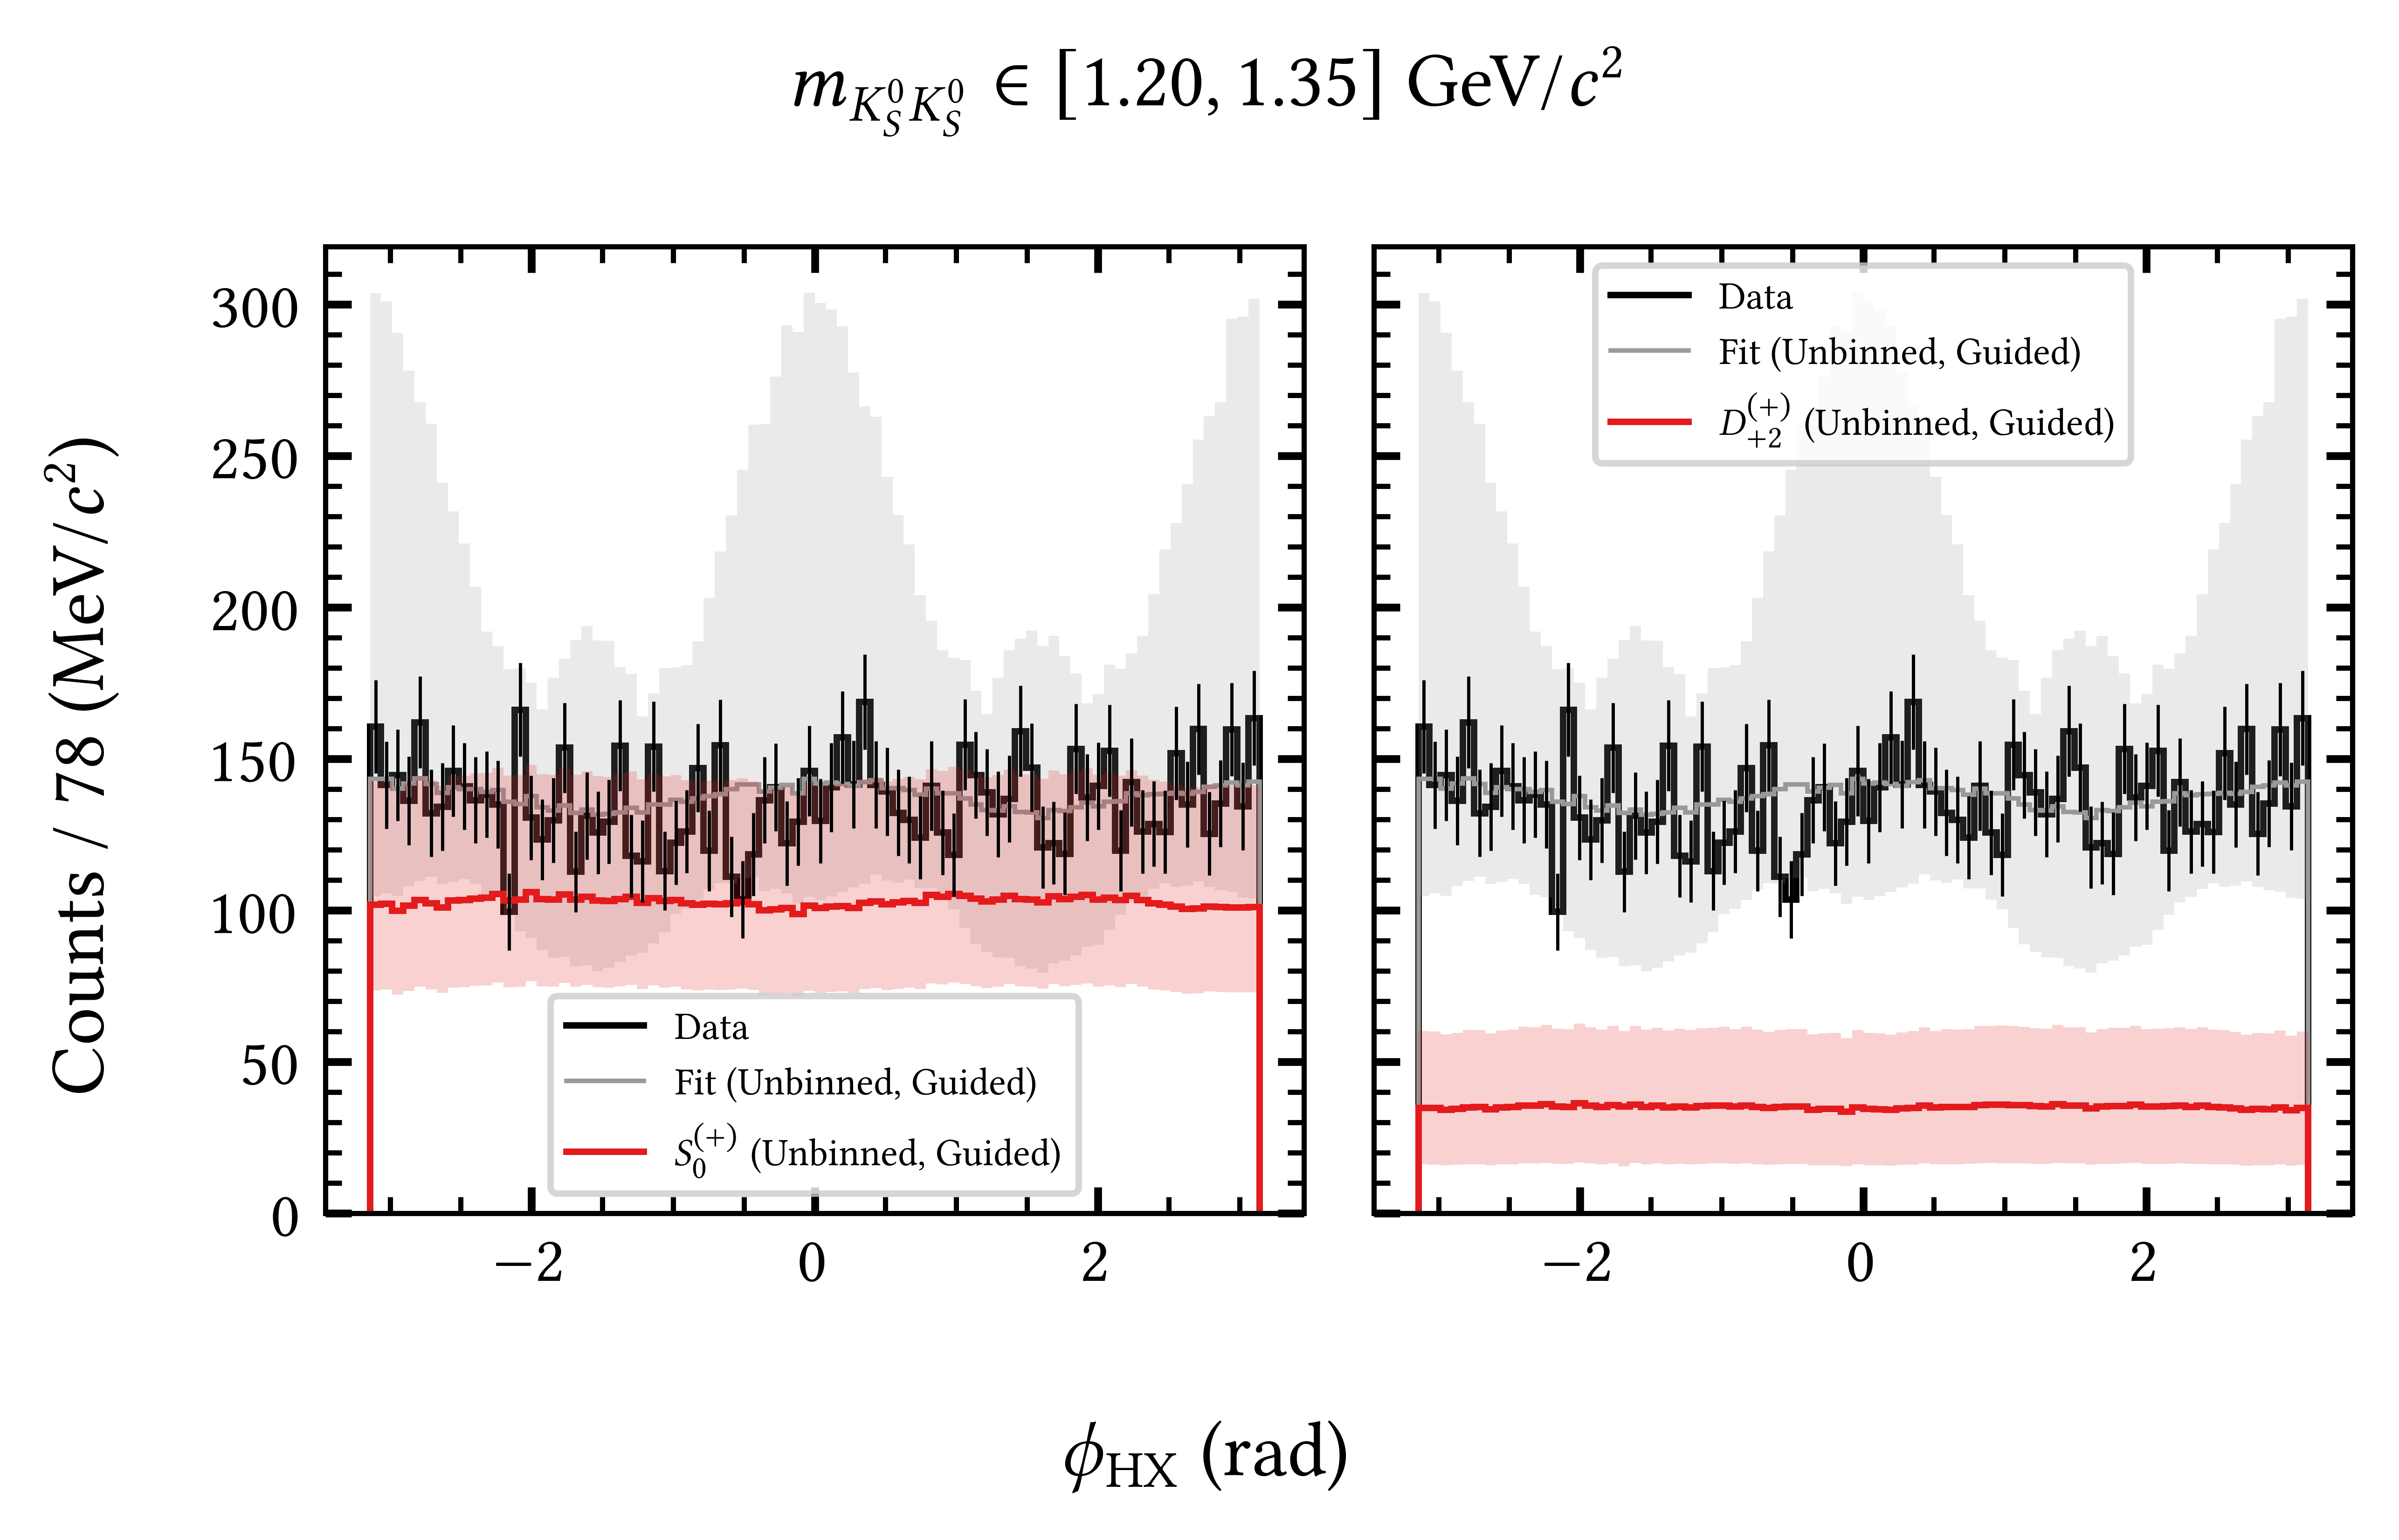 m_{K_S^0 K_S^0} ∈ [1.20, 1.35] GeV/c²
Counts / 78 (MeV/c²)
300
250
200
150
100
50
0
Data
Fit (Unbinned, Guided)
S_0^{(+)} (Unbinned, Guided)
−2
0
2
Data
Fit (Unbinned, Guided)
D_{+2}^{(+)} (Unbinned, Guided)
−2
0
2
ϕ_{HX} (rad)